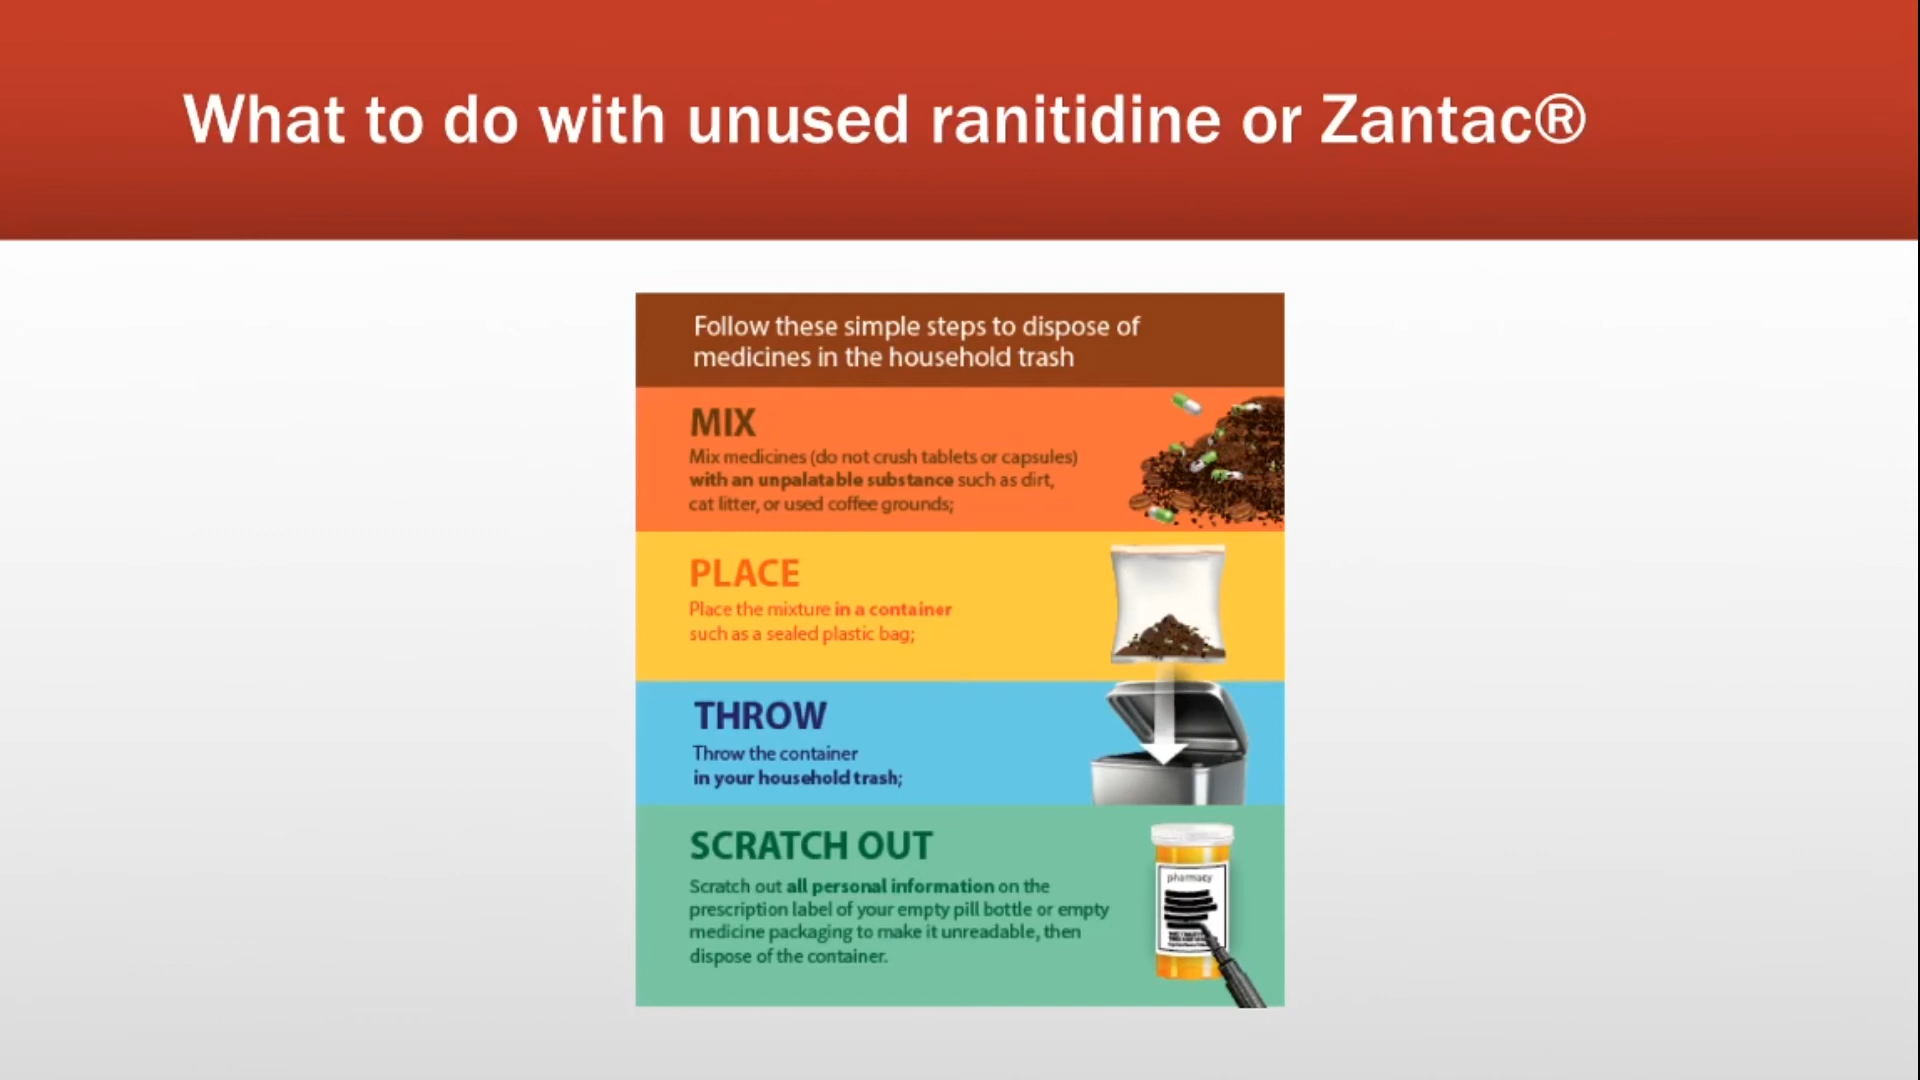 What to do with unused ranitidine or Zantac®
Follow these simple steps to dispose of
medicines in the household trash
MIX
Mix medicines (do not crush tablets or capsules)
with an unpalatable substance such as dirt,
cat litter, or used coffee grounds;
PLACE
Place the mixture in a container
such as a sealed plastic bag;
THROW
Throw the container
in your household trash;
SCRATCH OUT
Scratch out all personal information on the
prescription label of your empty pill bottle or empty
medicine packaging to make it unreadable, then
dispose of the container.
pharmacy